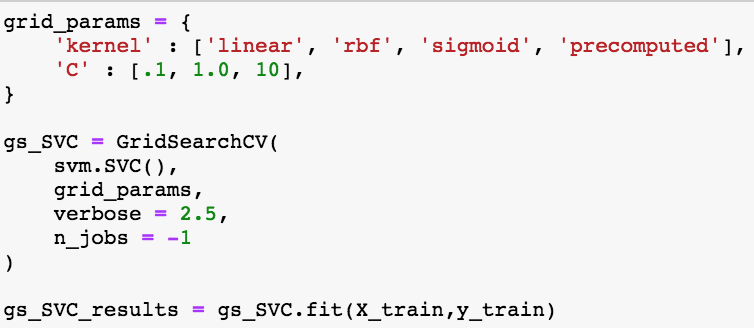 grid_params = {
    'kernel' : ['linear', 'rbf', 'sigmoid', 'precomputed'],
    'C' : [.1, 1.0, 10],
}

gs_SVC = GridSearchCV(
    svm.SVC(),
    grid_params,
    verbose = 2.5,
    n_jobs = -1
)

gs_SVC_results = gs_SVC.fit(X_train,y_train)